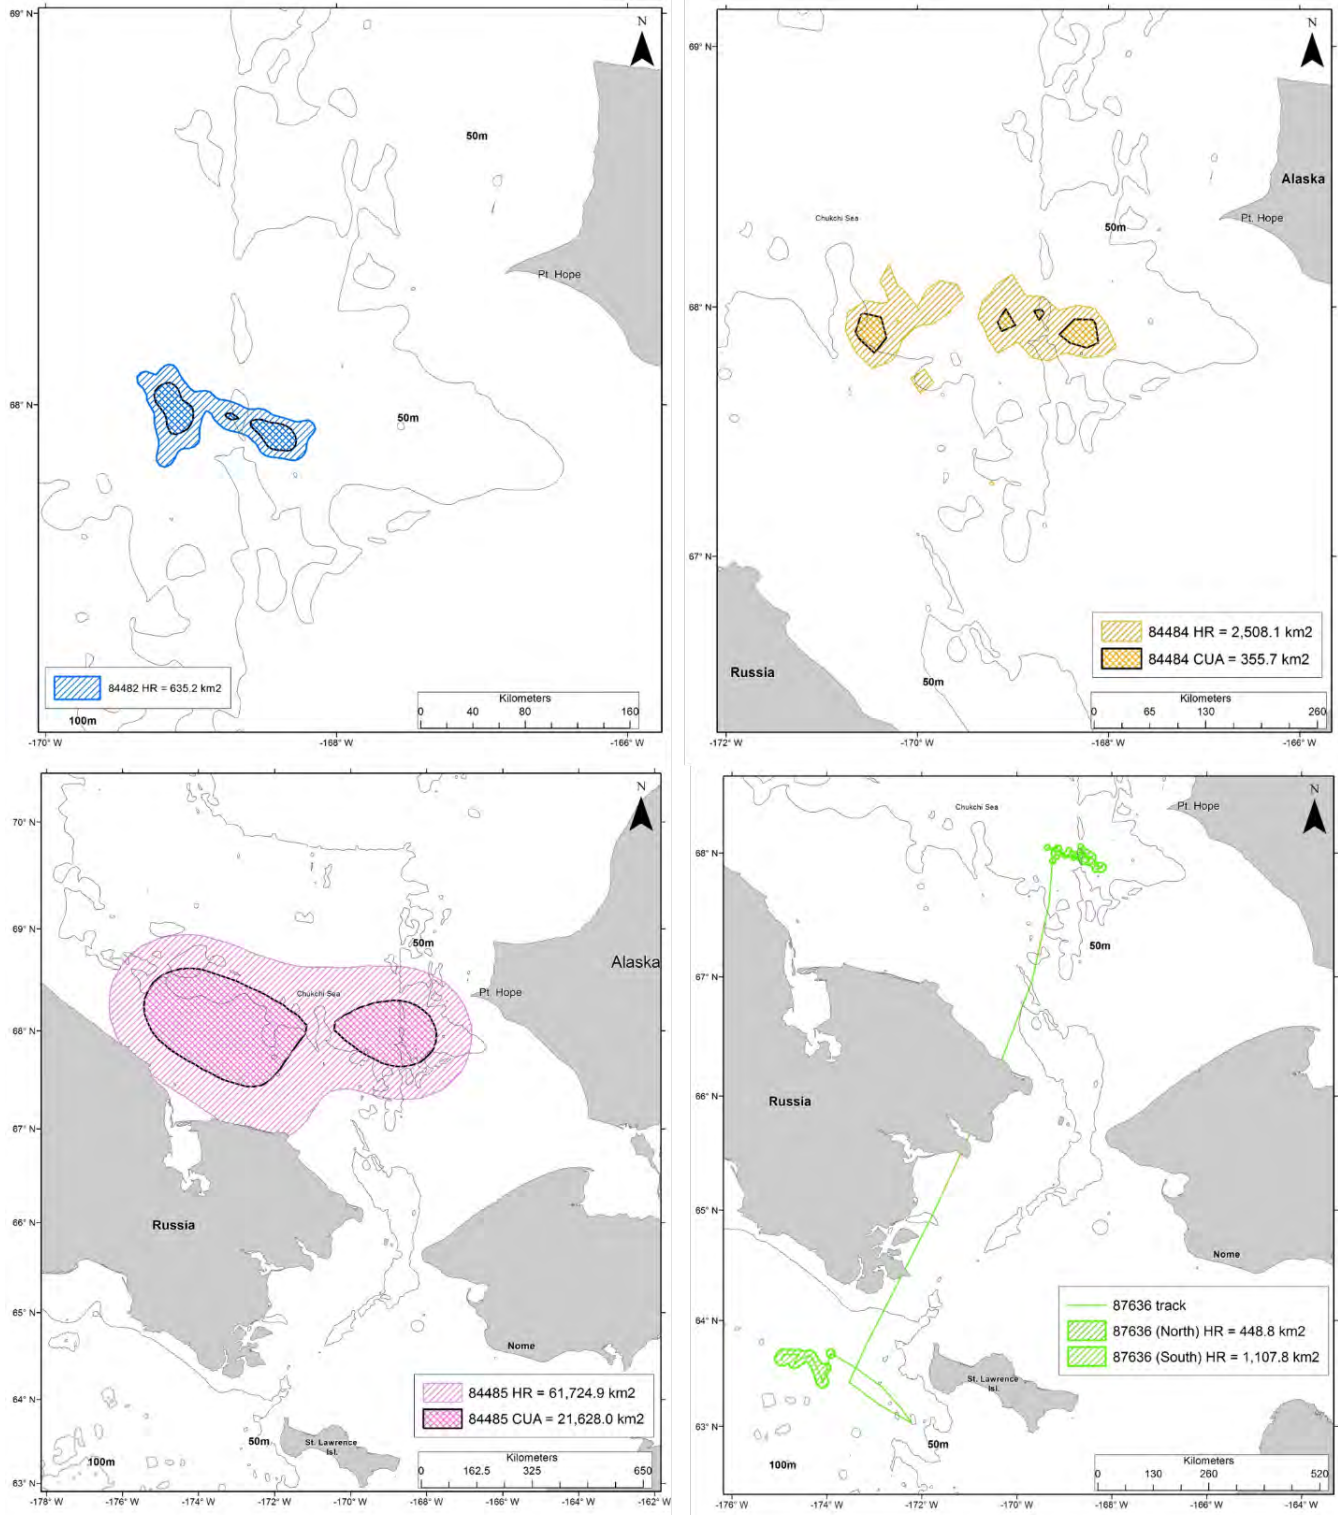 69° N
N
50m
Pt. Hope
68° N
50m
84482 HR = 635.2 km2
100m
Kilometers
0 40 80 160
-170° W -168° W -166° W
69° N
N
Alaska
Chukchi Sea
Pt. Hope
50m
68° N
67° N
Russia
50m
84484 HR = 2,508.1 km2
84484 CUA = 355.7 km2
Kilometers
0 65 130 260
-172° W -170° W -168° W -166° W
N
70° N
69° N
50m
Alaska
Chukchi Sea
Pt. Hope
68° N
67° N
Russia
66° N
65° N
Nome
64° N
84485 HR = 61,724.9 km2
84485 CUA = 21,628.0 km2
50m
St. Lawrence
Isl.
100m
Kilometers
0 162.5 325 650
63° N
-178° W -176° W -174° W -172° W -170° W -168° W -166° W -164° W -162° W
N
Chukchi Sea
Pt. Hope
68° N
50m
67° N
66° N
Russia
65° N
Nome
64° N
87636 track
87636 (North) HR = 448.8 km2
87636 (South) HR = 1,107.8 km2
St. Lawrence
Isl.
63° N
50m
100m
Kilometers
0 130 260 520
-176° W -174° W -172° W -170° W -168° W -166° W -164° W